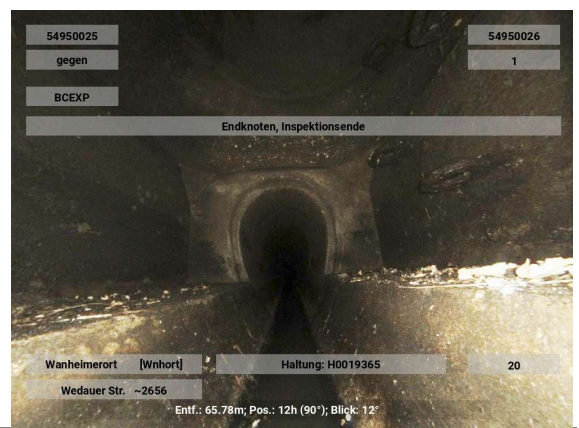 54950025 54950026
gegen 1
BCEXP
Endknoten, Inspektionsende
Wanheimerort [Wnhort] Haltung: H0019365 20
Wedauer Str. ~2656
Entf.: 65.78m; Pos.: 12h (90°); Blick: 12°